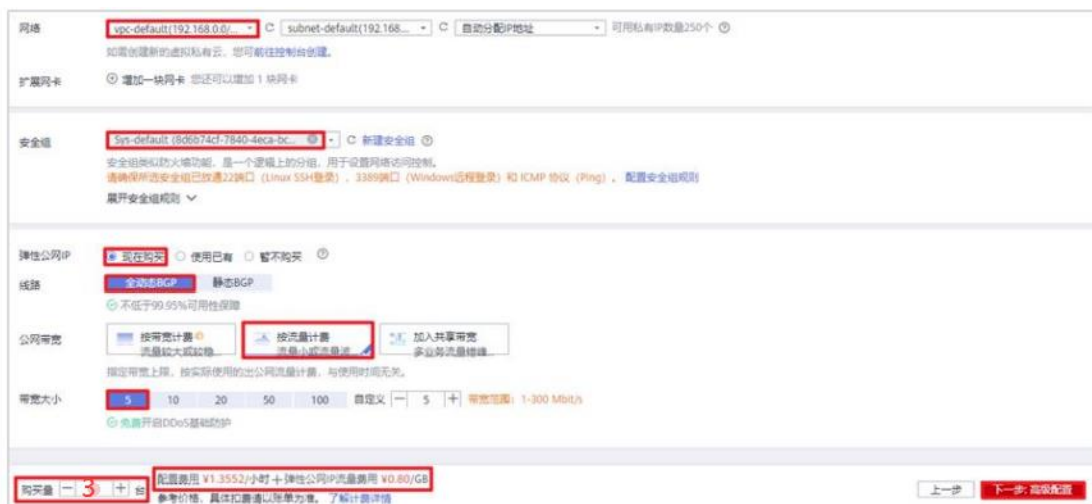 网络 vpc-default(192.168.0.0/... subnet-default(192.168... 自动分配IP地址 可用私有IP数量250个
如需创建新的虚拟私有云，您可前往控制台创建。
扩展网卡 增加一块网卡 您还可以增加 1 块网卡
安全组 Sys-default (8d6b74cf-7840-4eca-bc... 新建安全组
安全组类似防火墙功能，是一个逻辑上的分组，用于设置网络访问控制。
请确保所选安全组已放通22端口（Linux SSH登录），3389端口（Windows远程登录）和 ICMP 协议（Ping）。 配置安全组规则
展开安全组规则
弹性公网IP 现在购买 使用已有 暂不购买
线路 全动态BGP 静态BGP
不低于99.95%可用性保障
公网带宽 按带宽计费 按流量计费 加入共享带宽
流量较大或较稳... 流量小或流量波... 多业务流量错峰...
指定带宽上限，按实际使用的出公网流量计费，与使用时间无关。
带宽大小 5 10 20 50 100 自定义 5 带宽范围：1-300 Mbit/s
免费开启DDoS基础防护
购买量 3 台 配置费用 ¥1.3552/小时 + 弹性公网IP流量费用 ¥0.80/GB 上一步 下一步: 高级配置
参考价格，具体扣费请以账单为准。 了解计费详情